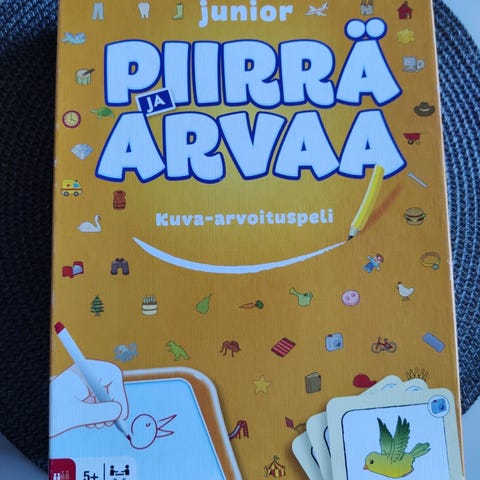 junior
PIIRRÄ
JA
ARVAA
Kuva-arvoituspeli
5+